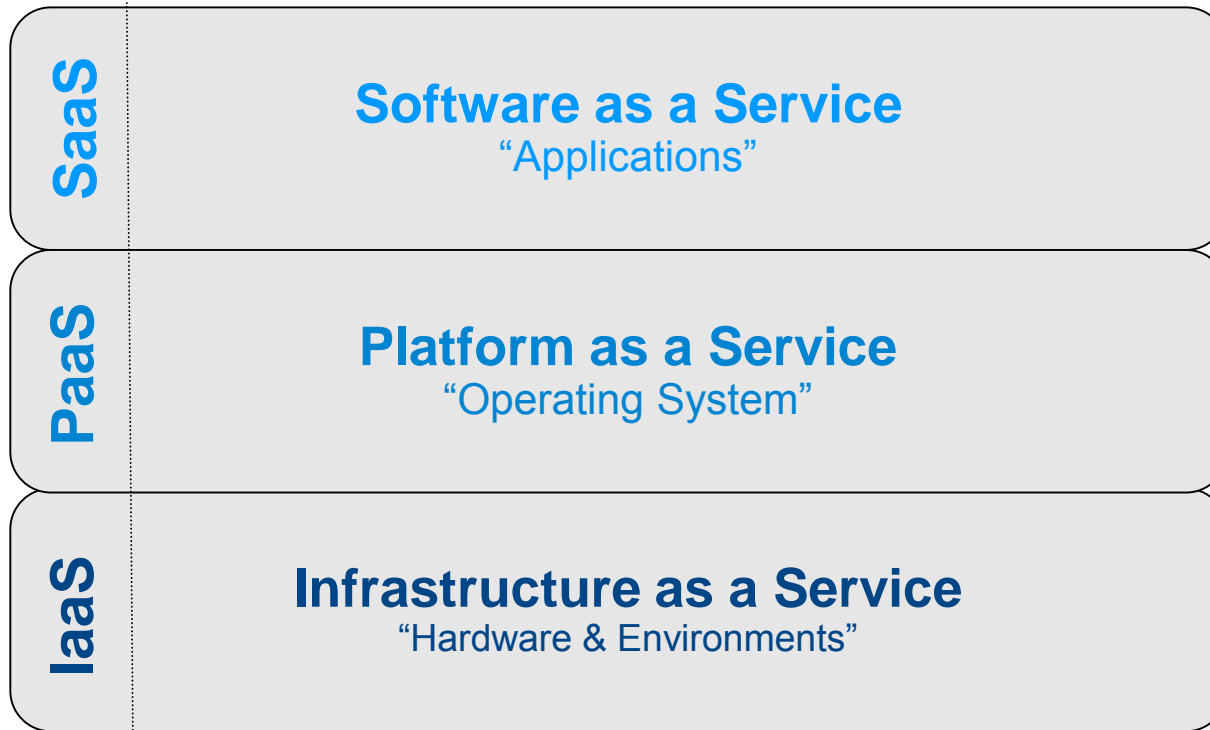 SaaS
Software as a Service
“Applications”
PaaS
Platform as a Service
“Operating System”
IaaS
Infrastructure as a Service
“Hardware & Environments”